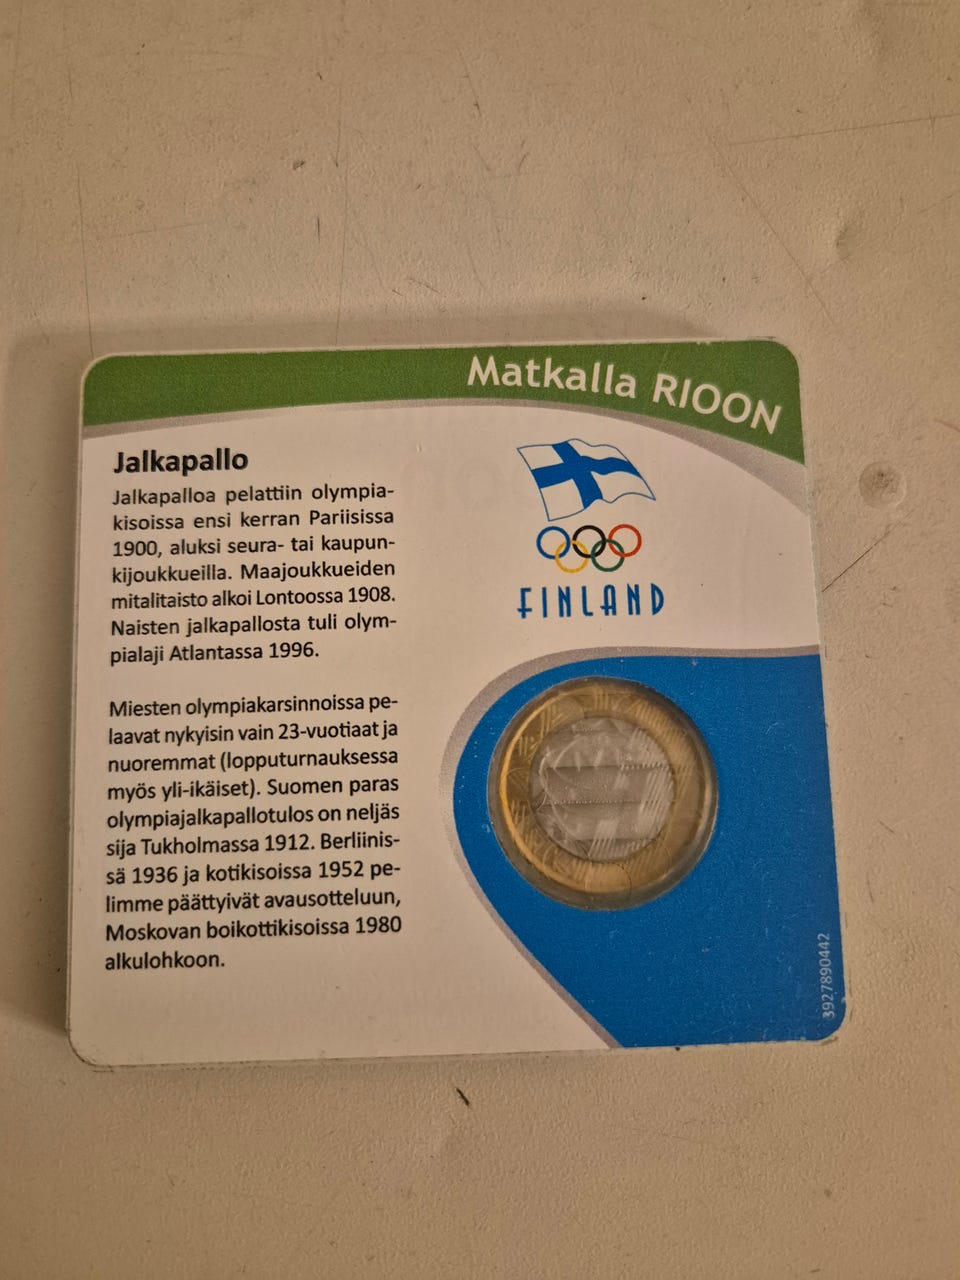 Matkalla RIOON
Jalkapallo
Jalkapalloa pelattiin olympia-
kisoissa ensi kerran Pariisissa
1900, aluksi seura- tai kaupun-
kijoukkueilla. Maajoukkueiden
mitalitaisto alkoi Lontoossa 1908.
Naisten jalkapallosta tuli olym-
pialaji Atlantassa 1996.
Miesten olympiakarsinnoissa pe-
laavat nykyisin vain 23-vuotiaat ja
nuoremmat (lopputurnauksessa
myös yli-ikäiset). Suomen paras
olympiajalkapallotulos on neljäs
sija Tukholmassa 1912. Berliinis-
sä 1936 ja kotikisoissa 1952 pe-
limme päättyivät avausotteluun,
Moskovan boikottikisoissa 1980
alkulohkoon.
FINLAND
3927890442